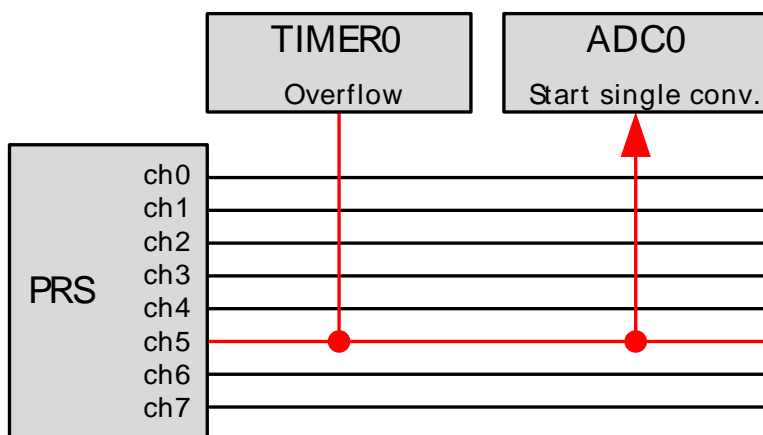 TIMER0
Overflow
ADC0
Start single conv.
PRS
ch0
ch1
ch2
ch3
ch4
ch5
ch6
ch7